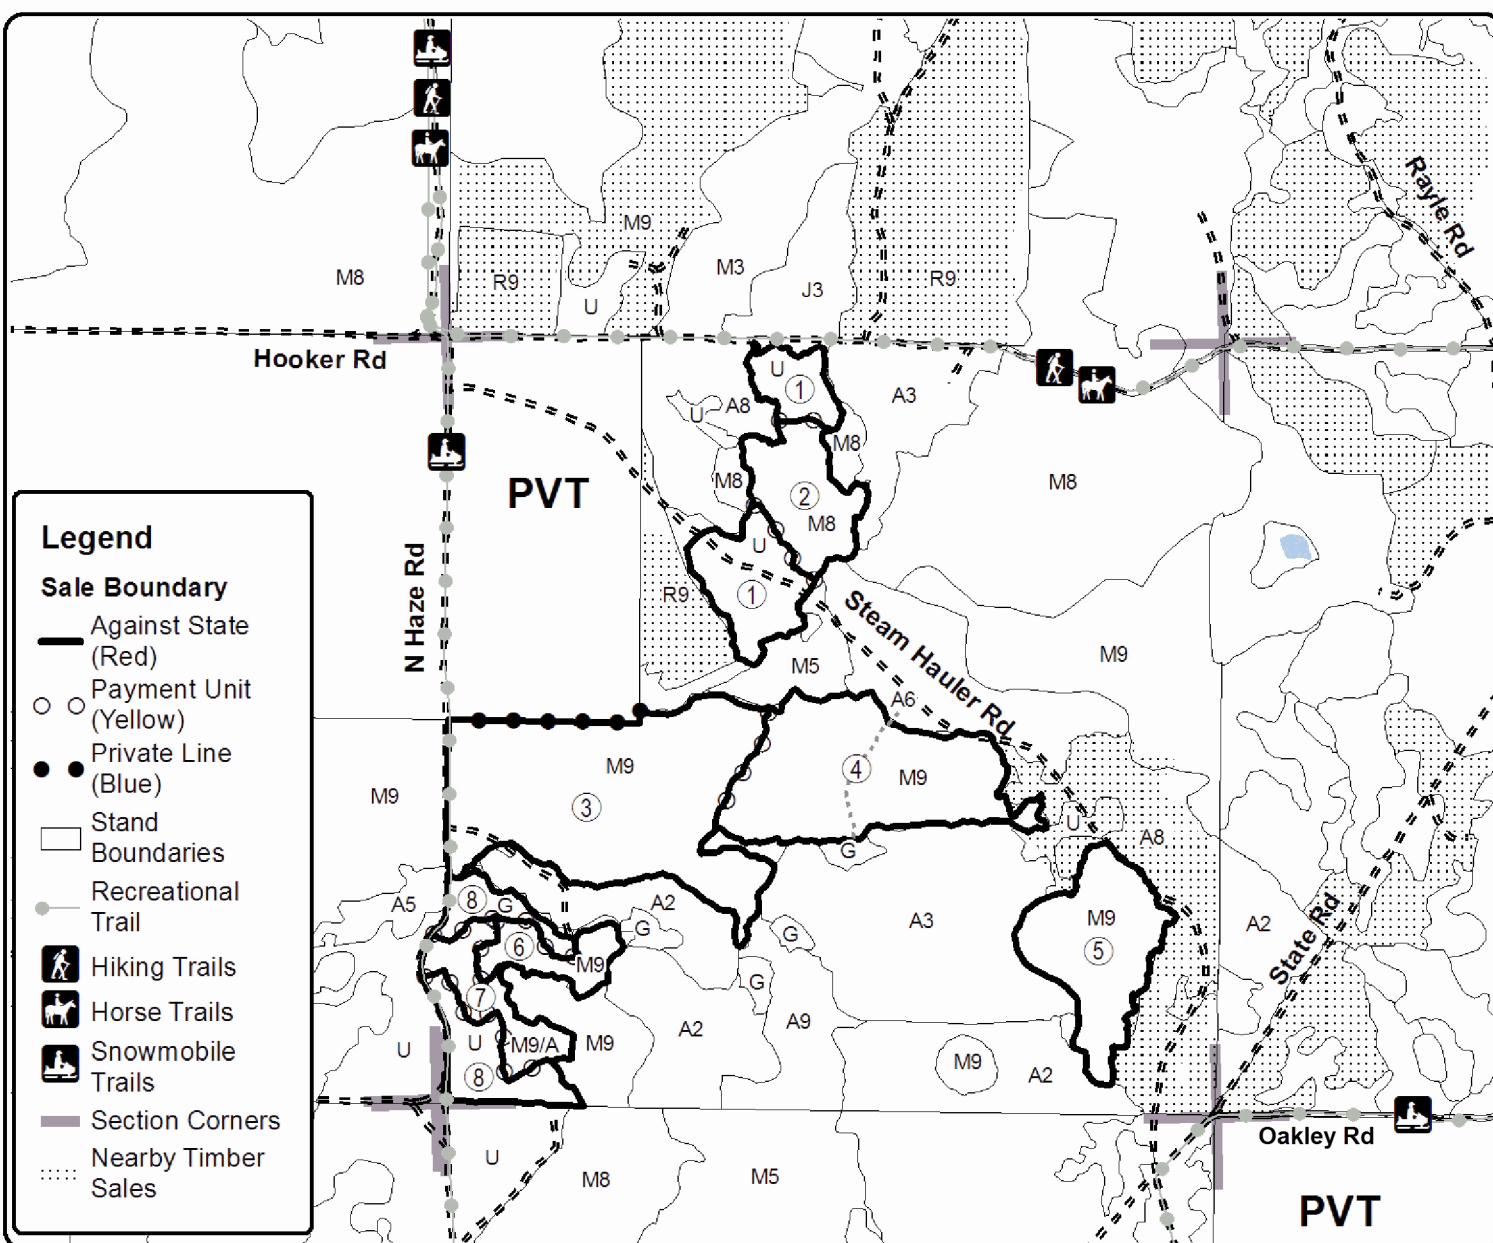 M9
M8
R9
U
M3
J3
R9
Rayle Rd
Hooker Rd
U
1
A8
U
A3
M8
M8
2
M8
M8
PVT
U
1
R9
N Haze Rd
Steam Hauler Rd
M5
M9
A6
M9
M9
3
4
M9
G
U
A8
A5
8
G
A2
G
6
M9
G
A3
M9
5
A2
State Rd
7
G
A2
A9
U
U
M9/A
M9
8
M9
A2
Oakley Rd
U
M8
M5
PVT
Legend
Sale Boundary
Against State
(Red)
Payment Unit
(Yellow)
Private Line
(Blue)
Stand
Boundaries
Recreational
Trail
Hiking Trails
Horse Trails
Snowmobile
Trails
Section Corners
Nearby Timber
Sales